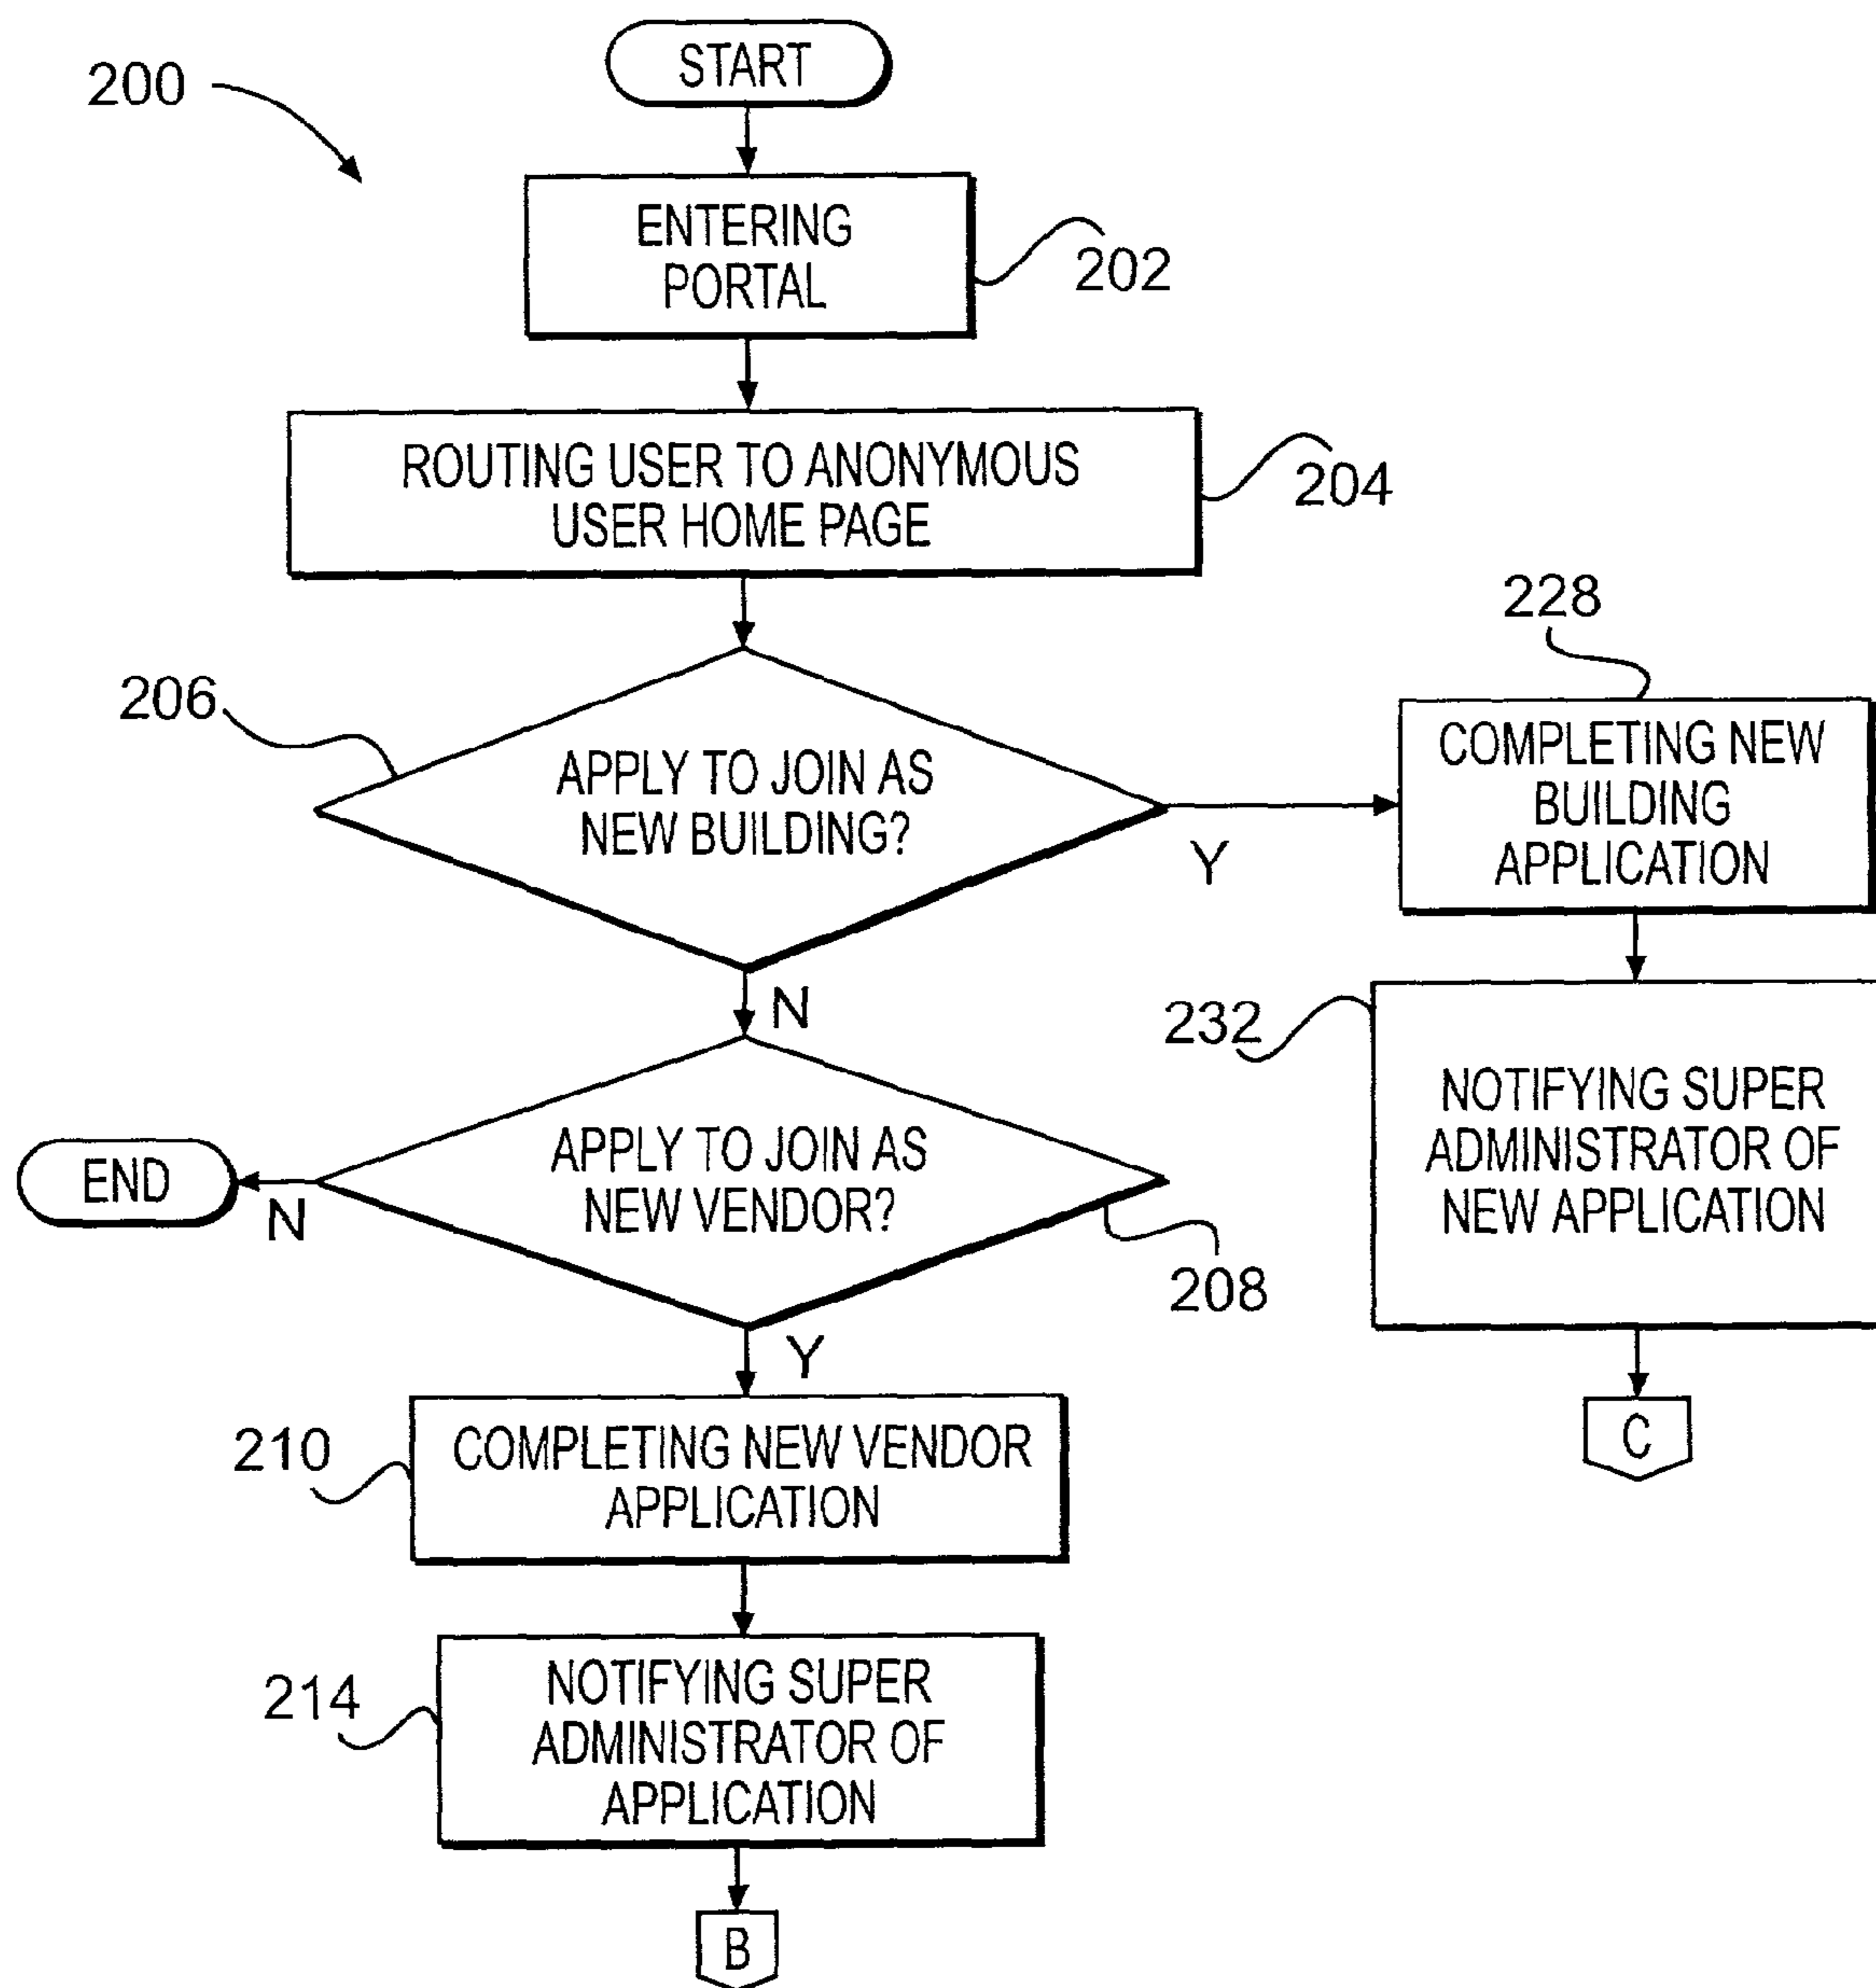 START
200
ENTERING
PORTAL
202
ROUTING USER TO ANONYMOUS
USER HOME PAGE
204
206
APPLY TO JOIN AS
NEW BUILDING?
Y
228
COMPLETING NEW
BUILDING
APPLICATION
N
232
NOTIFYING SUPER
ADMINISTRATOR OF
NEW APPLICATION
C
APPLY TO JOIN AS
NEW VENDOR?
END
N
208
Y
210
COMPLETING NEW VENDOR
APPLICATION
214
NOTIFYING SUPER
ADMINISTRATOR OF
APPLICATION
B